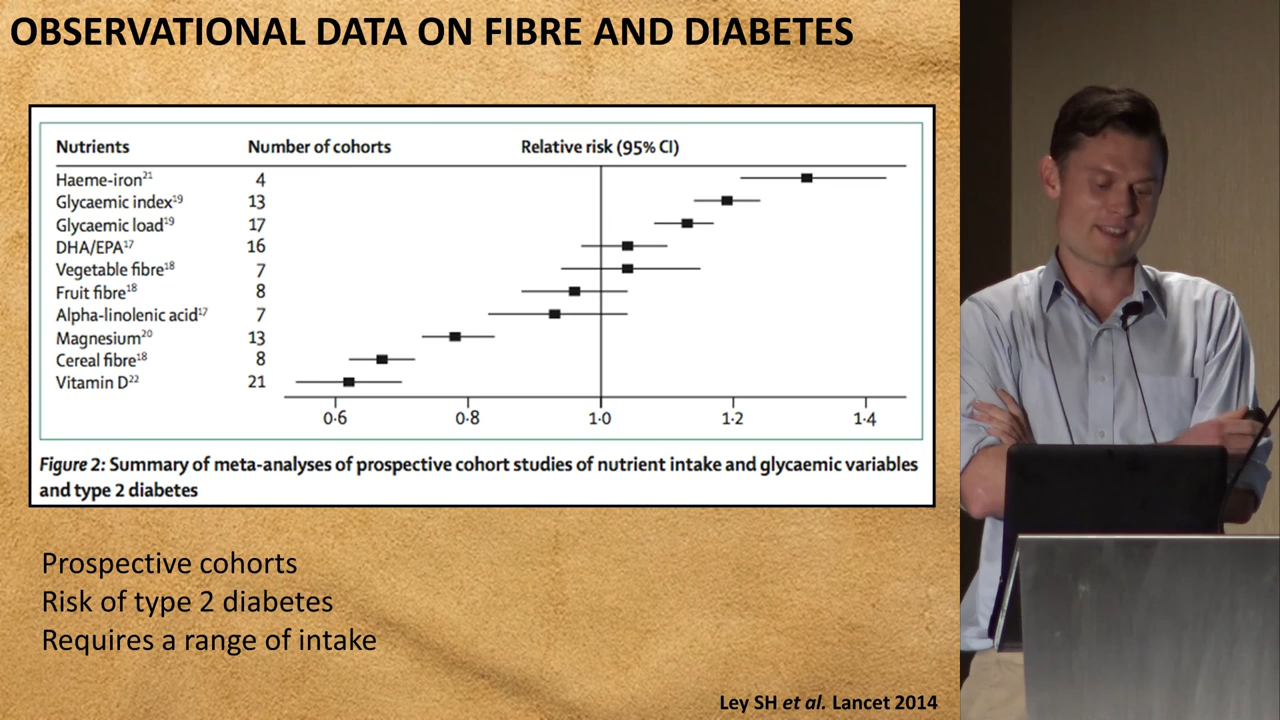 OBSERVATIONAL DATA ON FIBRE AND DIABETES
Nutrients Number of cohorts Relative risk (95% CI)
Haeme-iron²¹ 4
Glycaemic index¹⁹ 13
Glycaemic load¹⁹ 17
DHA/EPA¹⁷ 16
Vegetable fibre¹⁸ 7
Fruit fibre¹⁸ 8
Alpha-linolenic acid¹⁷ 7
Magnesium²⁰ 13
Cereal fibre¹⁸ 8
Vitamin D²² 21
0·6 0·8 1·0 1·2 1·4
Figure 2: Summary of meta-analyses of prospective cohort studies of nutrient intake and glycaemic variables
and type 2 diabetes
Prospective cohorts
Risk of type 2 diabetes
Requires a range of intake
Ley SH et al. Lancet 2014